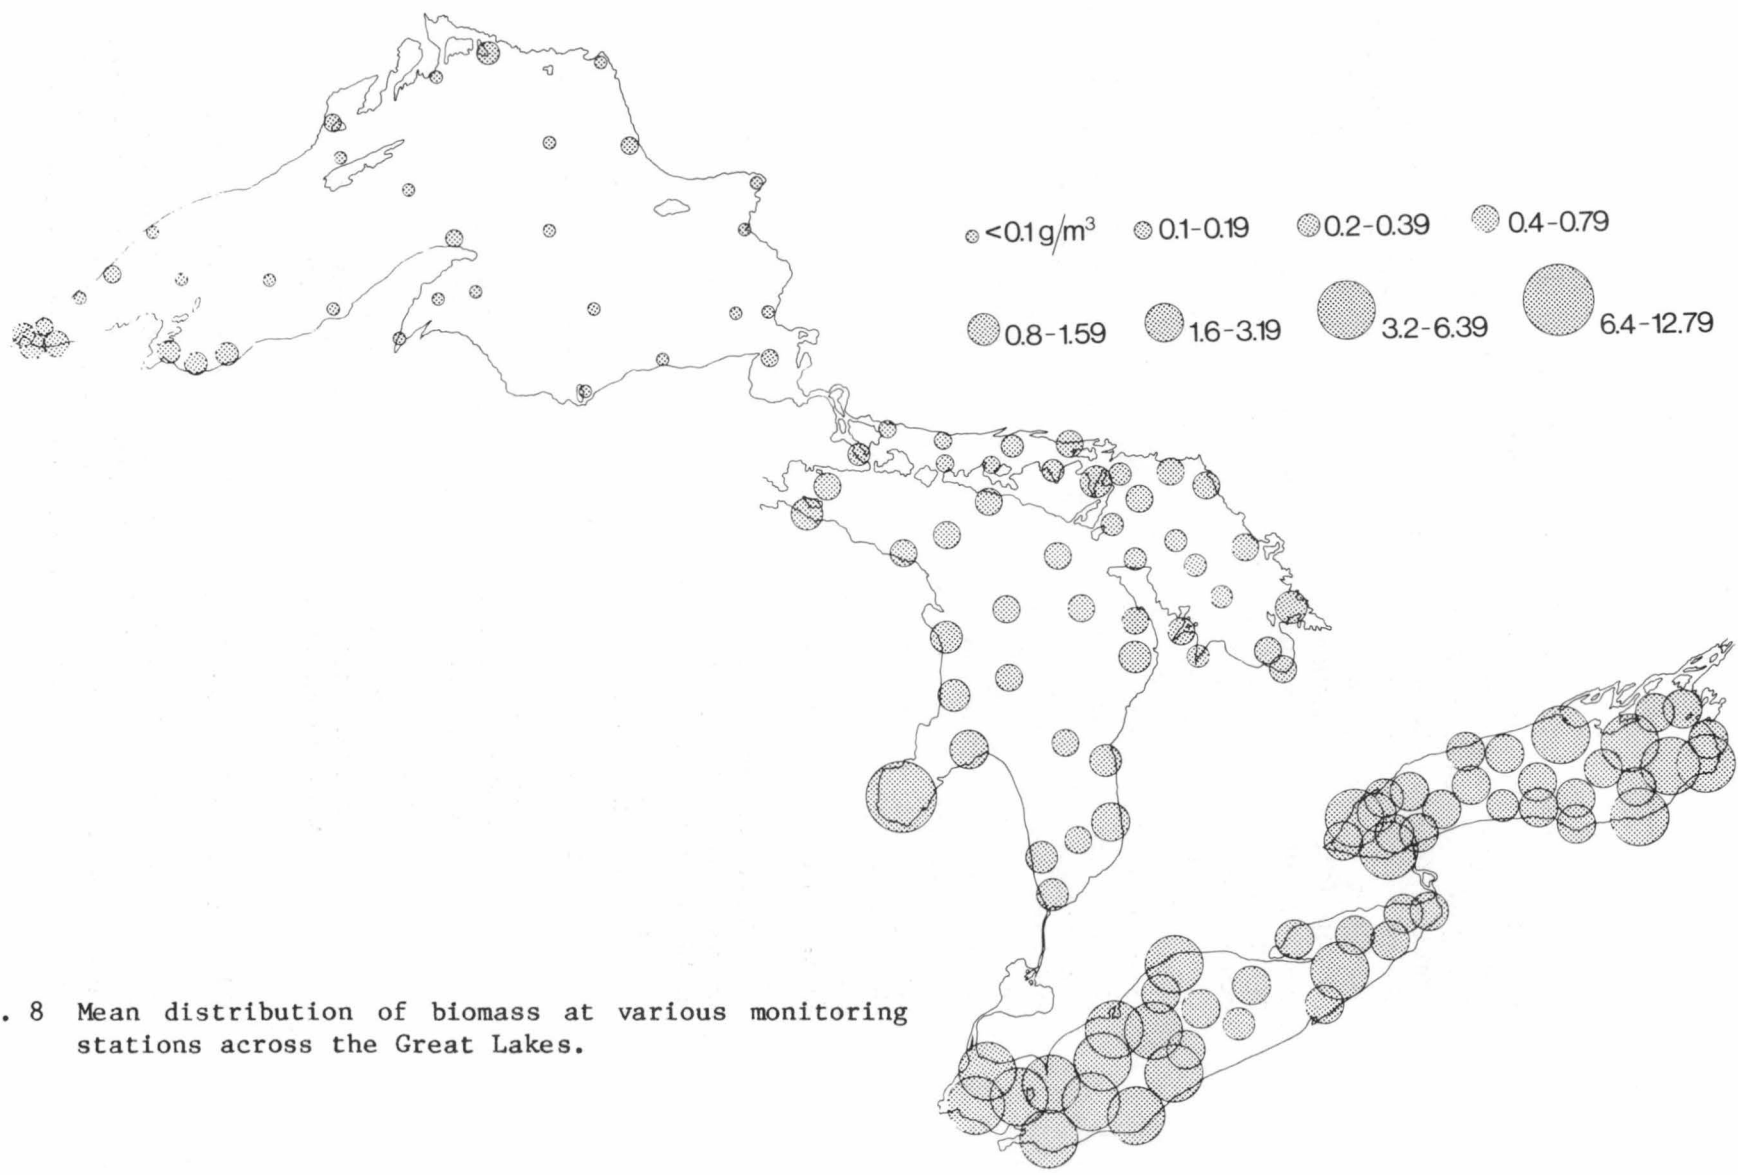 <0.1 g/m³ 0.1-0.19 0.2-0.39 0.4-0.79
0.8-1.59 1.6-3.19 3.2-6.39 6.4-12.79
. 8 Mean distribution of biomass at various monitoring
stations across the Great Lakes.